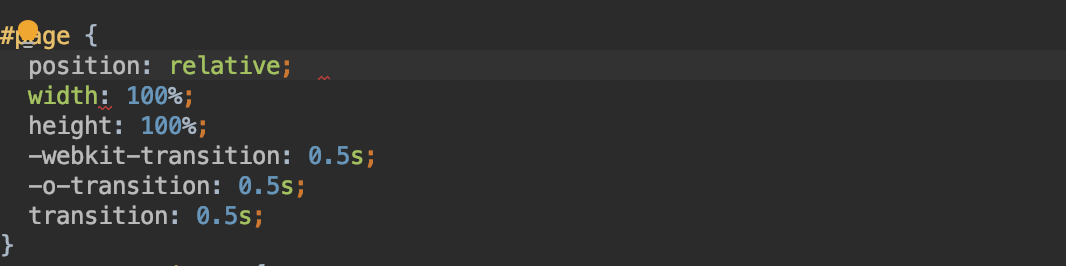 #page {
position: relative;
width: 100%;
height: 100%;
-webkit-transition: 0.5s;
-o-transition: 0.5s;
transition: 0.5s;
}